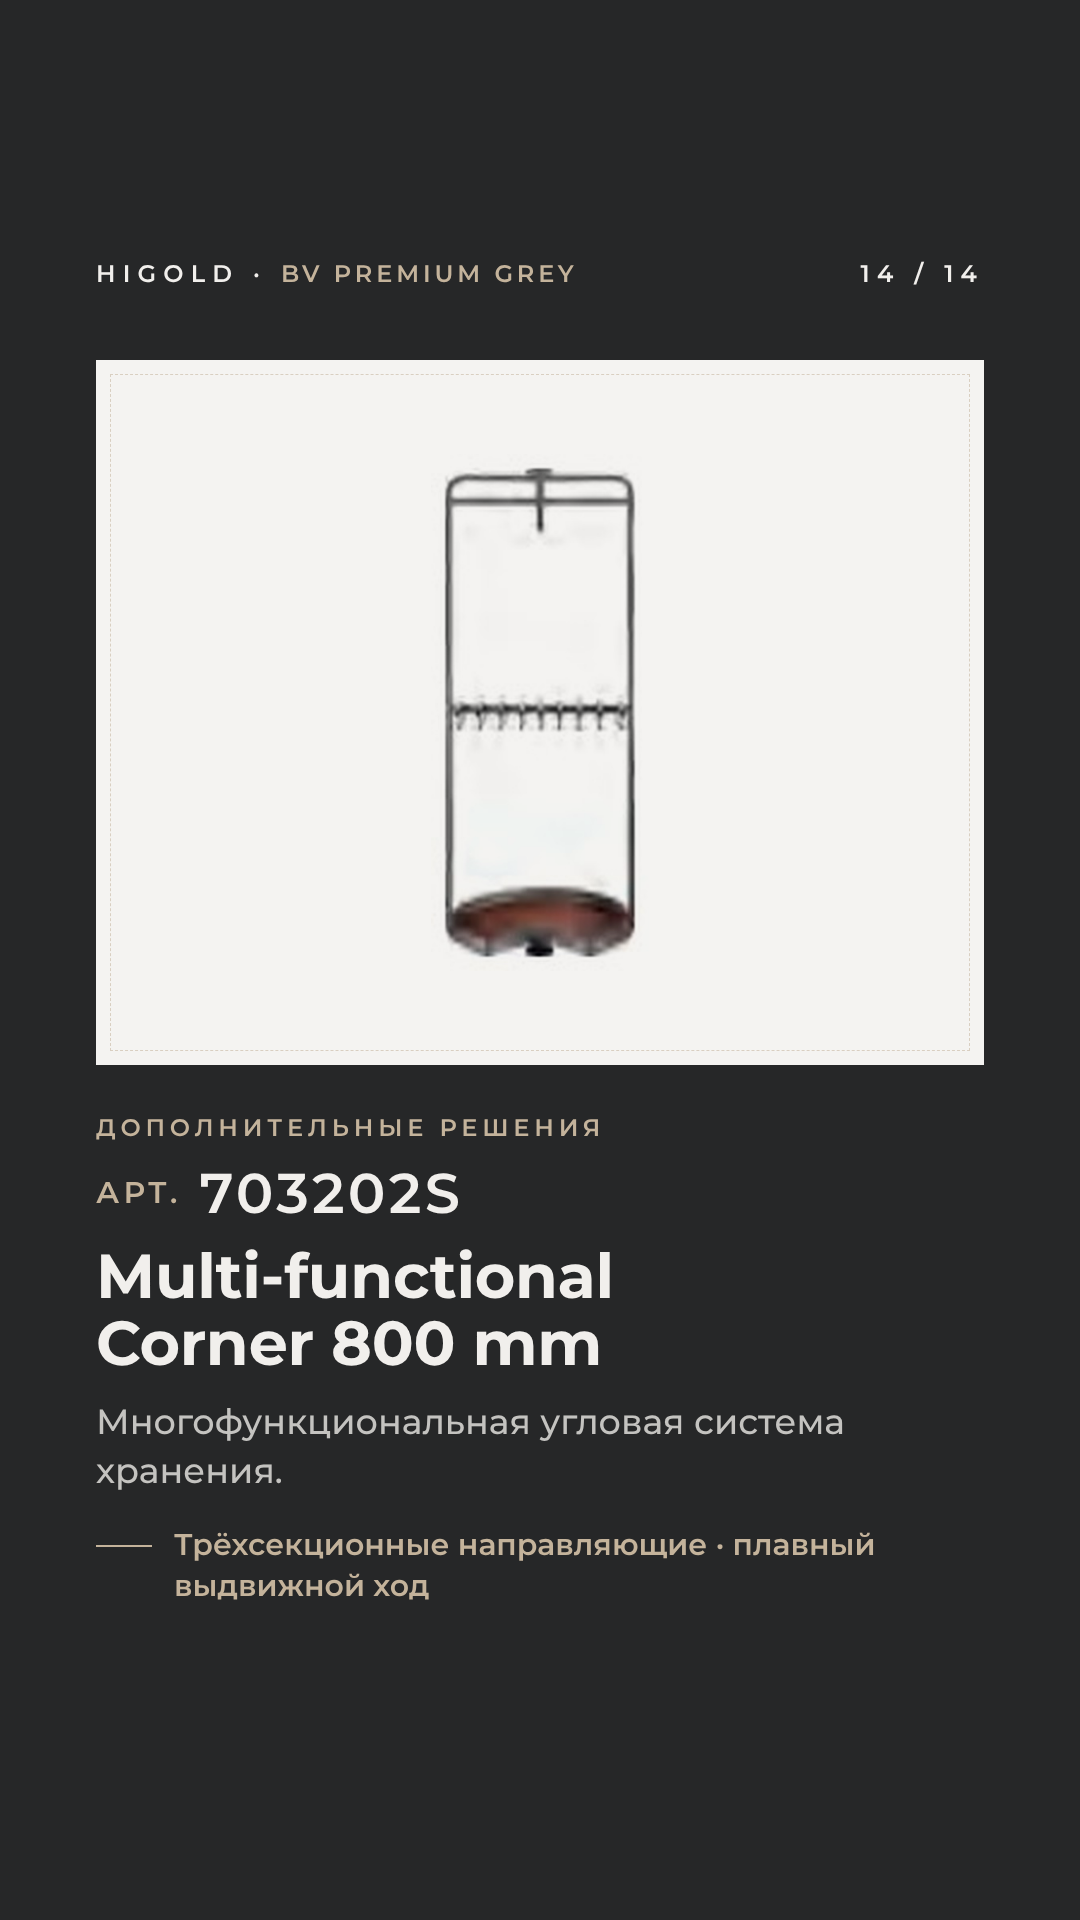 HIGOLD · BV PREMIUM GREY
14 / 14
ДОПОЛНИТЕЛЬНЫЕ РЕШЕНИЯ
АРТ. 703202S
Multi-functional
Corner 800 mm
Многофункциональная угловая система
хранения.
Трёхсекционные направляющие · плавный
выдвижной ход